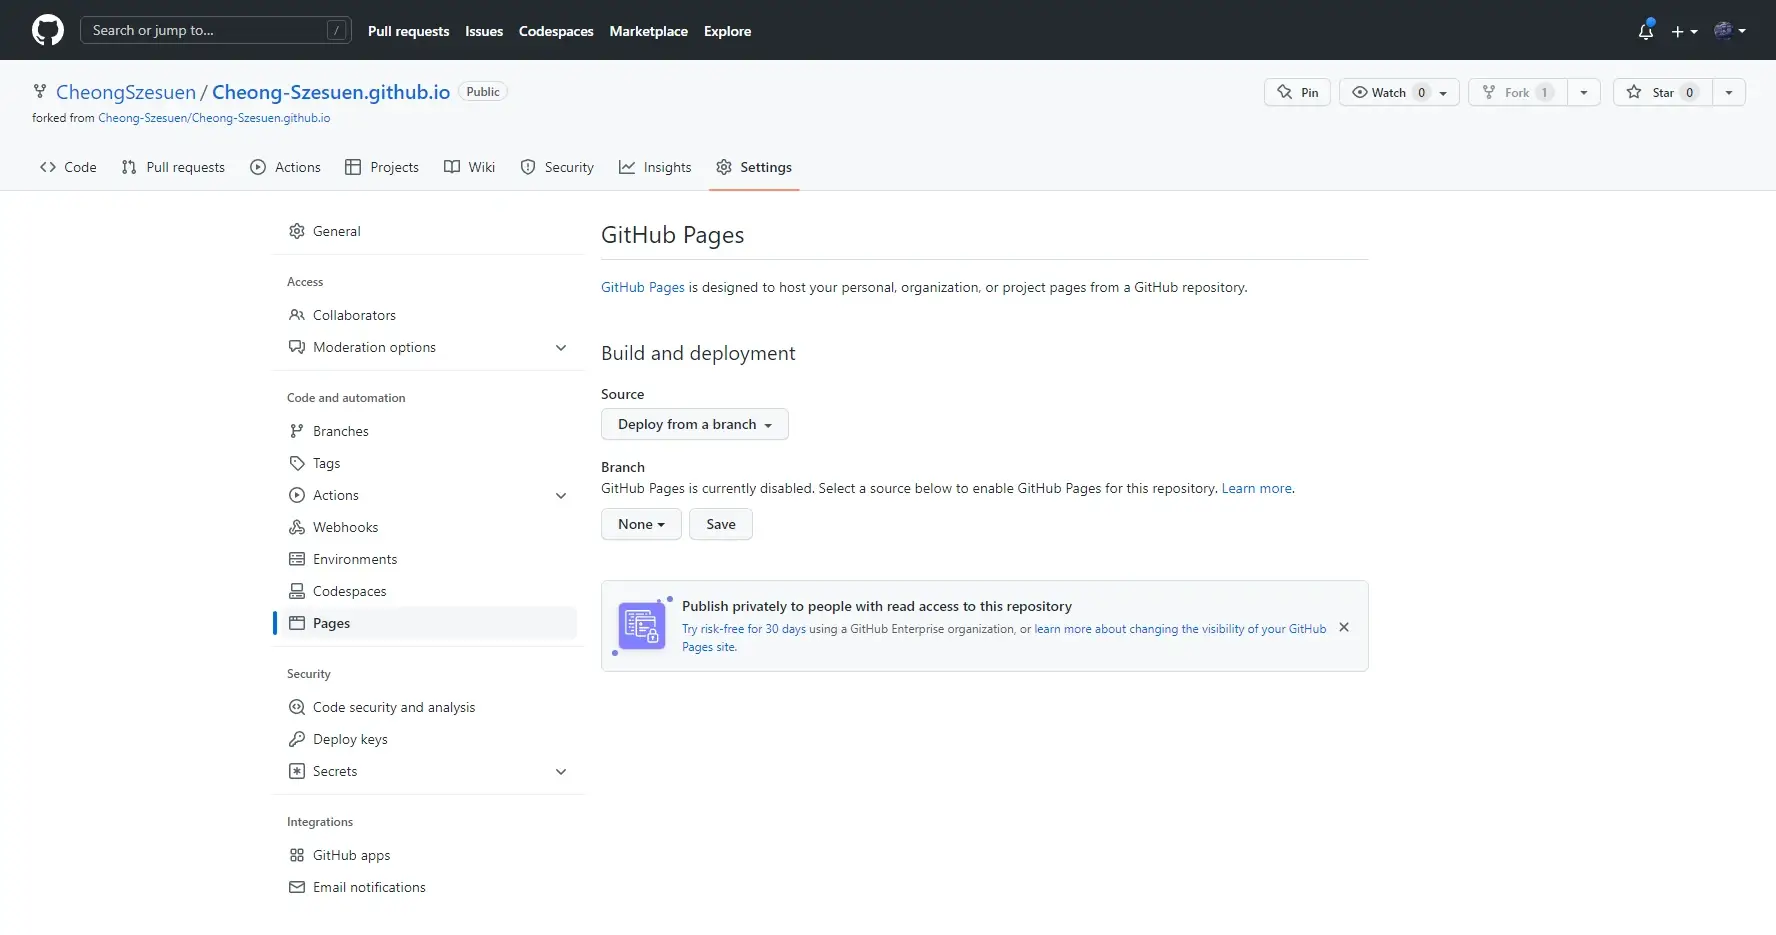 Search or jump to... /
Pull requests Issues Codespaces Marketplace Explore
CheongSzesuen / Cheong-Szesuen.github.io Public
Pin Watch 0 Fork 1 Star 0
forked from Cheong-Szesuen/Cheong-Szesuen.github.io
Code Pull requests Actions Projects Wiki Security Insights Settings
General
Access
Collaborators
Moderation options
Code and automation
Branches
Tags
Actions
Webhooks
Environments
Codespaces
Pages
Security
Code security and analysis
Deploy keys
Secrets
Integrations
GitHub apps
Email notifications
GitHub Pages
GitHub Pages is designed to host your personal, organization, or project pages from a GitHub repository.
Build and deployment
Source
Deploy from a branch
Branch
GitHub Pages is currently disabled. Select a source below to enable GitHub Pages for this repository. Learn more.
None Save
Publish privately to people with read access to this repository
Try risk-free for 30 days using a GitHub Enterprise organization, or learn more about changing the visibility of your GitHub
Pages site.